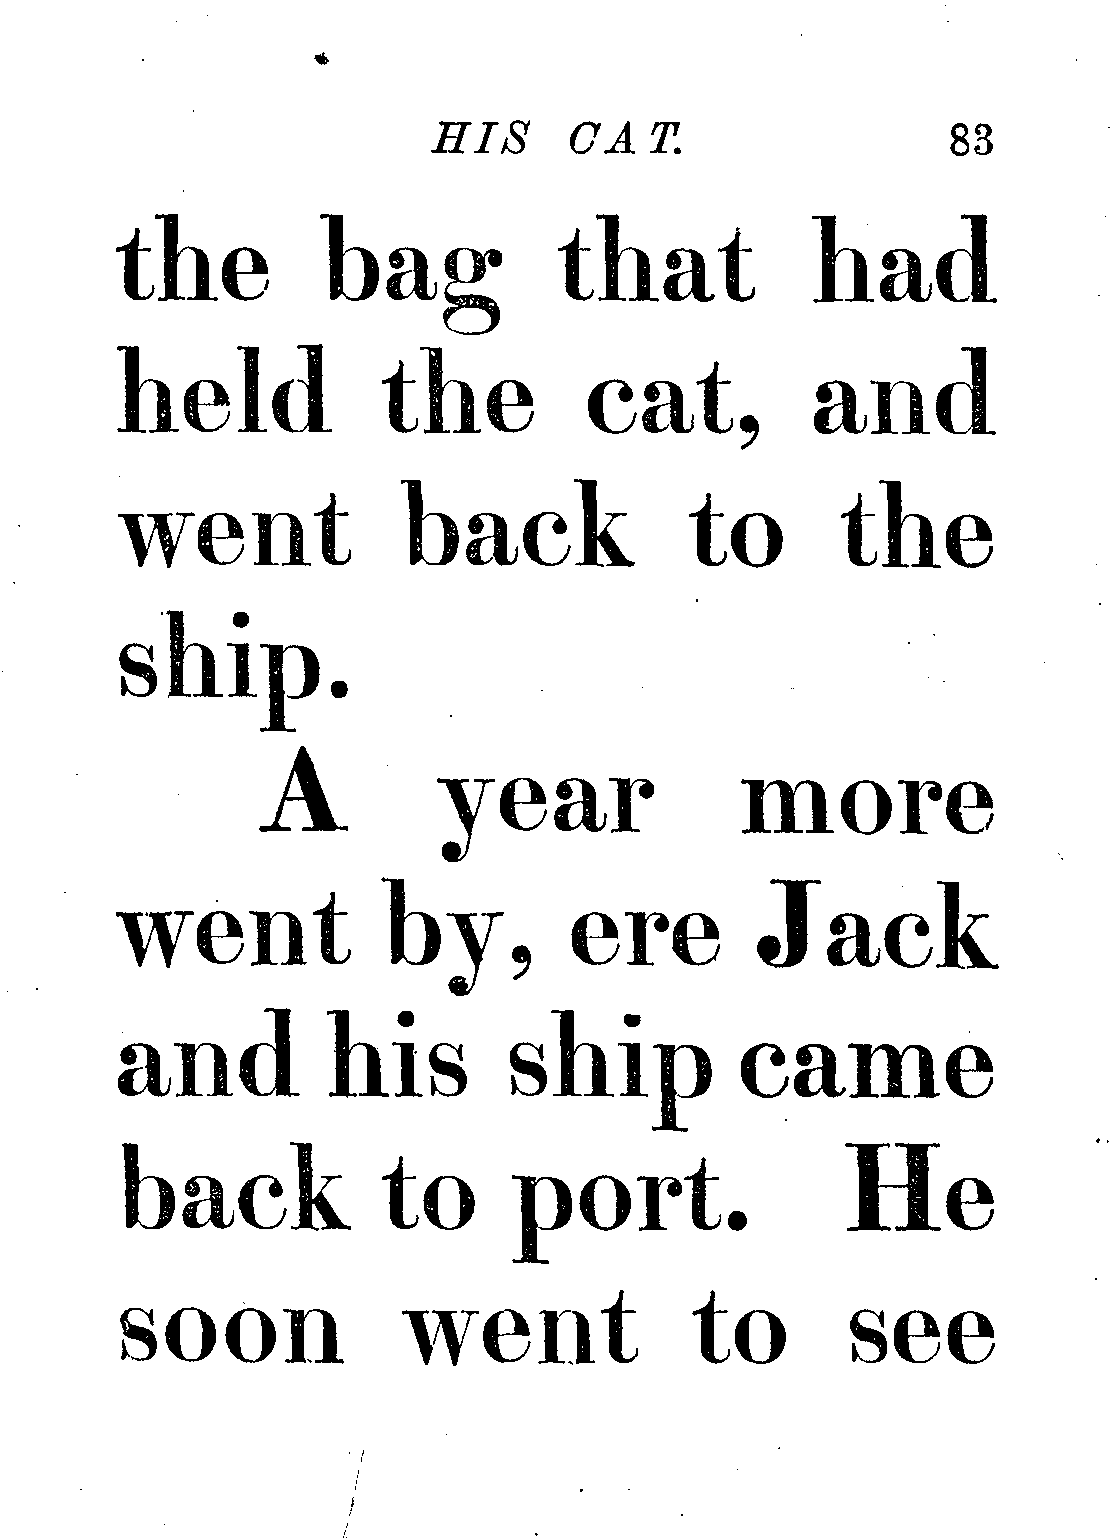 HIS CAT. 83
the bag that had
held the cat, and
went back to the
ship.
A year more
went by, ere Jack
and his ship came
back to port. He
soon went to see